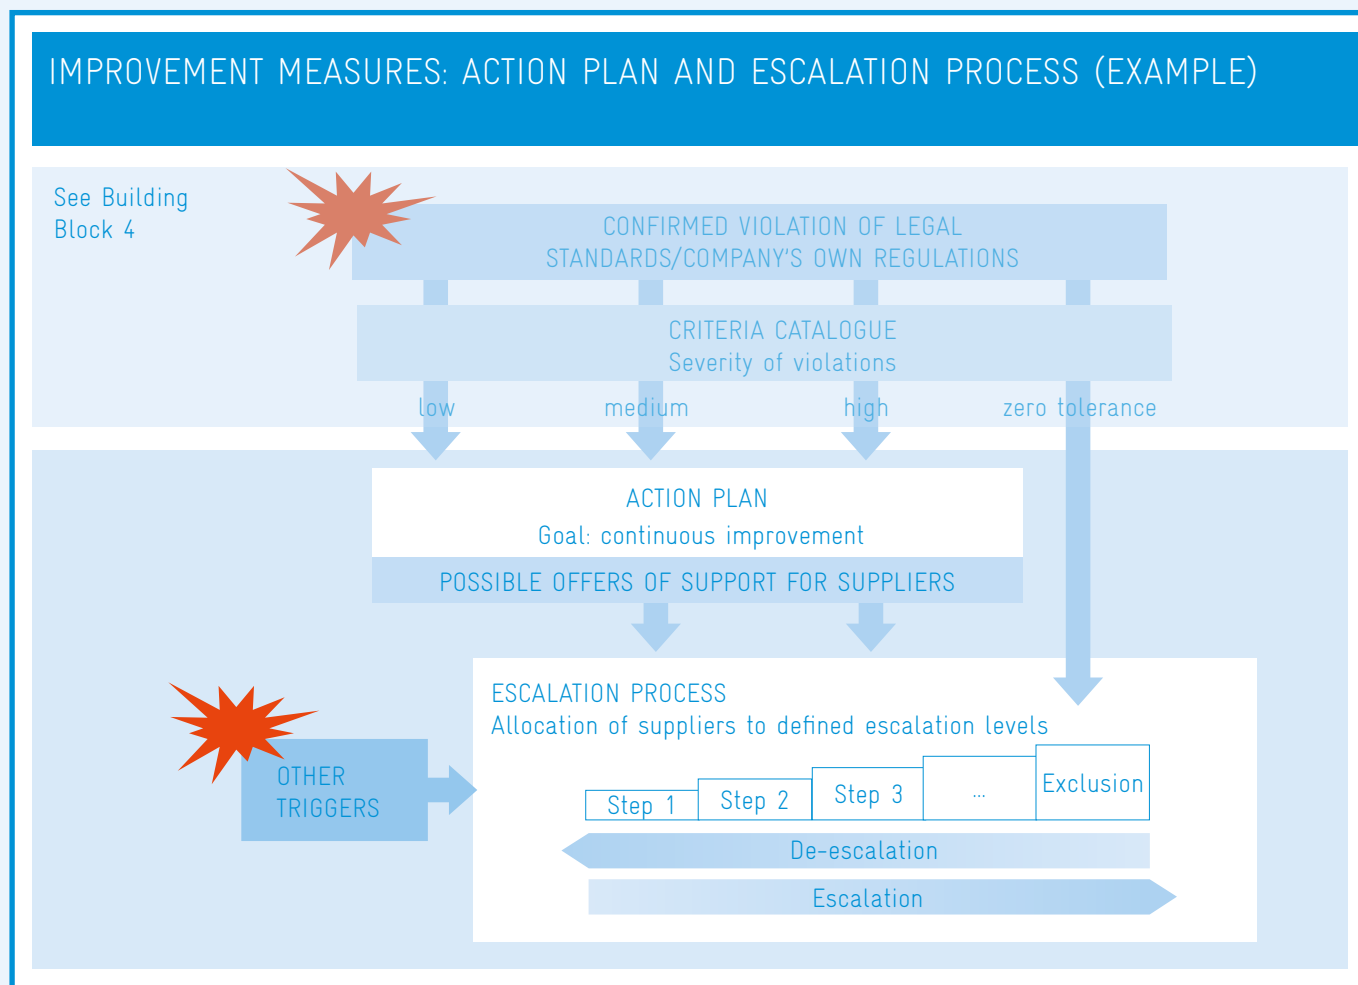 IMPROVEMENT MEASURES: ACTION PLAN AND ESCALATION PROCESS (EXAMPLE)
See Building
Block 4
CONFIRMED VIOLATION OF LEGAL
STANDARDS/COMPANY'S OWN REGULATIONS
CRITERIA CATALOGUE
Severity of violations
low
medium
high
zero tolerance
ACTION PLAN
Goal: continuous improvement
POSSIBLE OFFERS OF SUPPORT FOR SUPPLIERS
ESCALATION PROCESS
Allocation of suppliers to defined escalation levels
OTHER
TRIGGERS
Step 1
Step 2
Step 3
...
Exclusion
De-escalation
Escalation